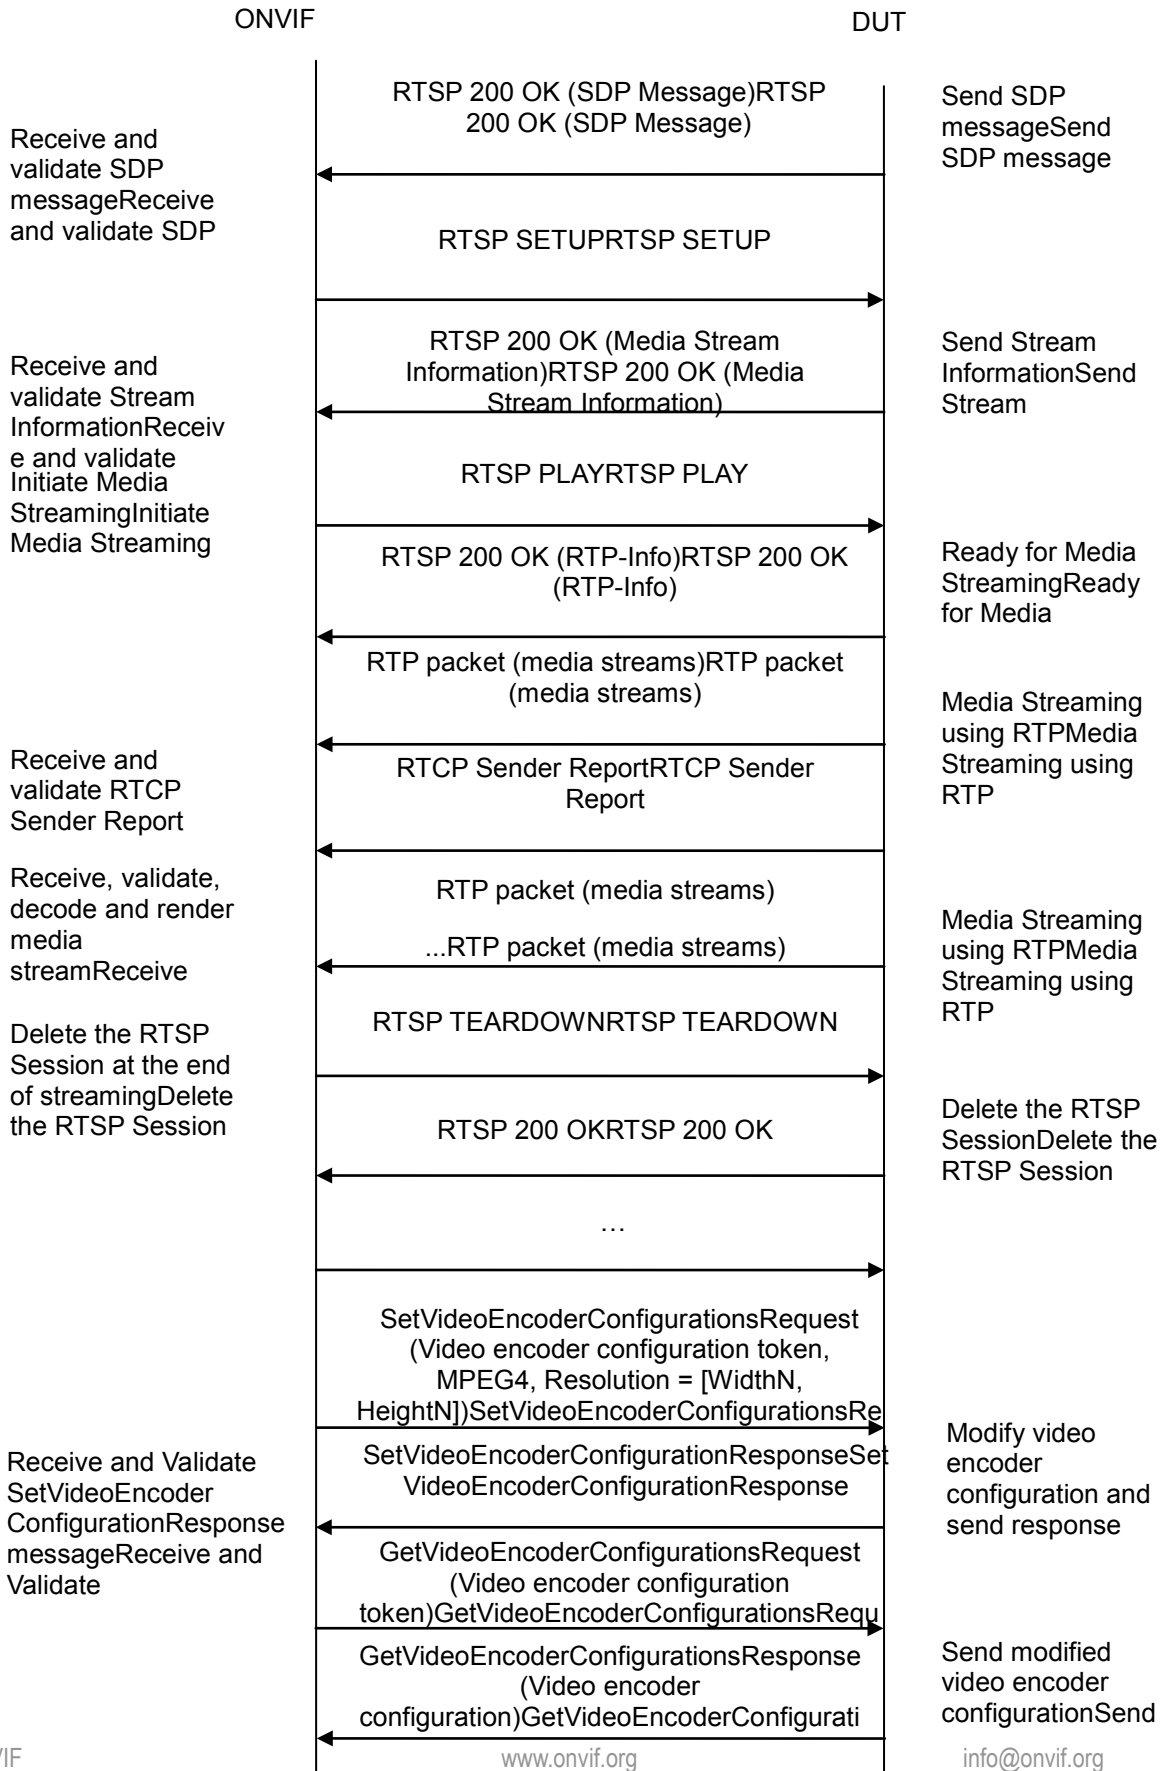 ONVIF
DUT
RTSP 200 OK (SDP Message)RTSP
200 OK (SDP Message)
Send SDP
messageSend
SDP message
Receive and
validate SDP
messageReceive
and validate SDP
RTSP SETUPRTSP SETUP
RTSP 200 OK (Media Stream
Information)RTSP 200 OK (Media
Stream Information)
Send Stream
InformationSend
Stream
Receive and
validate Stream
InformationReceiv
e and validate
Initiate Media
StreamingInitiate
Media Streaming
RTSP PLAYRTSP PLAY
RTSP 200 OK (RTP-Info)RTSP 200 OK
(RTP-Info)
Ready for Media
StreamingReady
for Media
RTP packet (media streams)RTP packet
(media streams)
Media Streaming
using RTPMedia
Streaming using
RTP
Receive and
validate RTCP
Sender Report
RTCP Sender ReportRTCP Sender
Report
Receive, validate,
decode and render
media
streamReceive
RTP packet (media streams)
...RTP packet (media streams)
Media Streaming
using RTPMedia
Streaming using
RTP
RTSP TEARDOWNRTSP TEARDOWN
Delete the RTSP
Session at the end
of streamingDelete
the RTSP Session
RTSP 200 OKRTSP 200 OK
Delete the RTSP
SessionDelete the
RTSP Session
…
SetVideoEncoderConfigurationsRequest
(Video encoder configuration token,
MPEG4, Resolution = [WidthN,
HeightN])SetVideoEncoderConfigurationsRe
SetVideoEncoderConfigurationResponseSet
VideoEncoderConfigurationResponse
Modify video
encoder
configuration and
send response
Receive and Validate
SetVideoEncoder
ConfigurationResponse
messageReceive and
Validate
GetVideoEncoderConfigurationsRequest
(Video encoder configuration
token)GetVideoEncoderConfigurationsRequ
GetVideoEncoderConfigurationsResponse
(Video encoder
configuration)GetVideoEncoderConfigurati
Send modified
video encoder
configurationSend
VIF
www.onvif.org
info@onvif.org